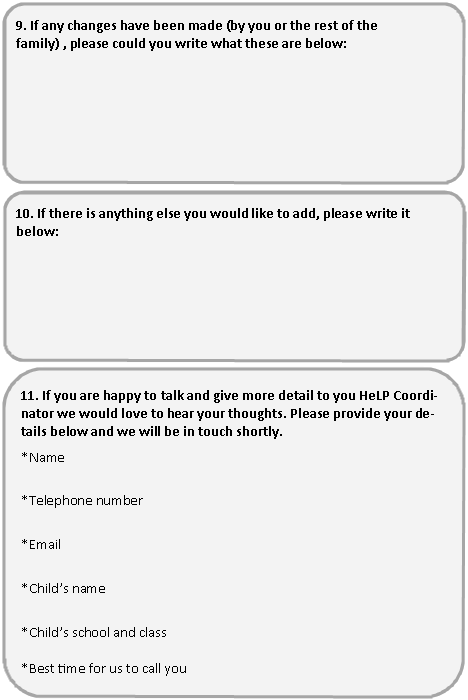 9. If any changes have been made (by you or the rest of the
family) , please could you write what these are below:
10. If there is anything else you would like to add, please write it
below:
11. If you are happy to talk and give more detail to you HeLP Coordi-
nator we would love to hear your thoughts. Please provide your de-
tails below and we will be in touch shortly.
*Name
*Telephone number
*Email
*Child's name
*Child's school and class
*Best time for us to call you